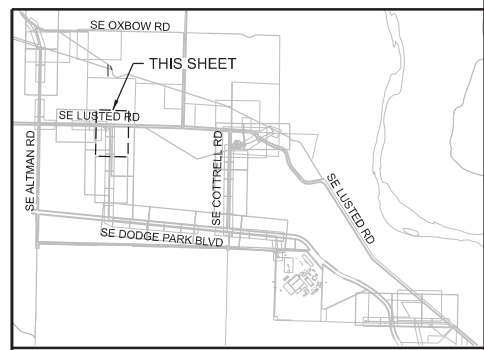 SE OXBOW RD
THIS SHEET
SE LUSTED RD
SE ALTMAN RD
SE COTTRELL RD
SE LUSTED RD
SE DODGE PARK BLVD